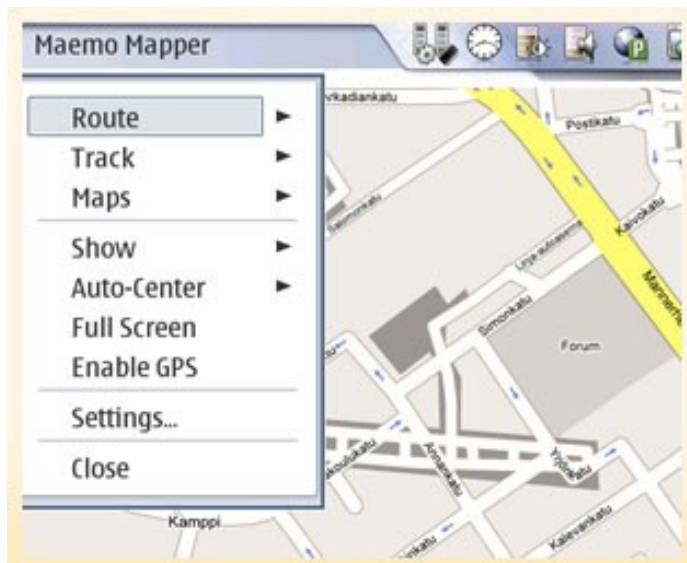 Maemo Mapper
Route
Track
Maps
Show
Auto-Center
Full Screen
Enable GPS
Settings...
Close
Postikatu
Salomonkatu
Kaivokatu
Simonkatu
Forum
Annankatu
Yrjönkatu
Kamppi
Kalevankatu